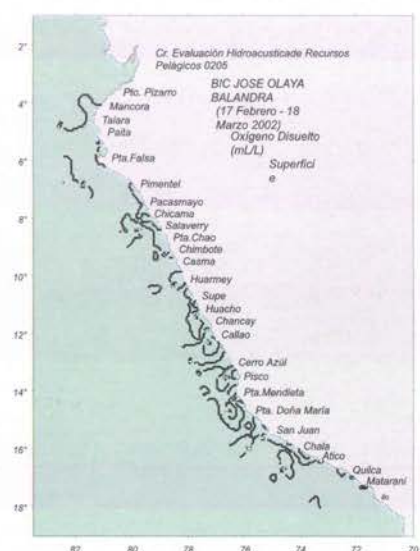 2°
4°
6°
8°
10°
12°
14°
16°
18°
Cr. Evaluación Hidroacusticade Recursos
Pelágicos 0205
BIC JOSE OLAYA
BALANDRA
(17 Febrero - 18
Marzo 2002)
Oxígeno Disuelto
(mL/L)
Superfici
e
Pto. Pizarro
Mancora
Talara
Paita
Pta.Falsa
Pimentel
Pacasmayo
Chicama
Salaverry
Pta.Chao
Chimbote
Casma
Huarmey
Supe
Huacho
Chancay
Callao
Cerro Azúl
Pisco
Pta.Mendieta
Pta. Doña María
San Juan
Chala
Atico
Quilca
Matarani
82 80 78 76 74 72 70